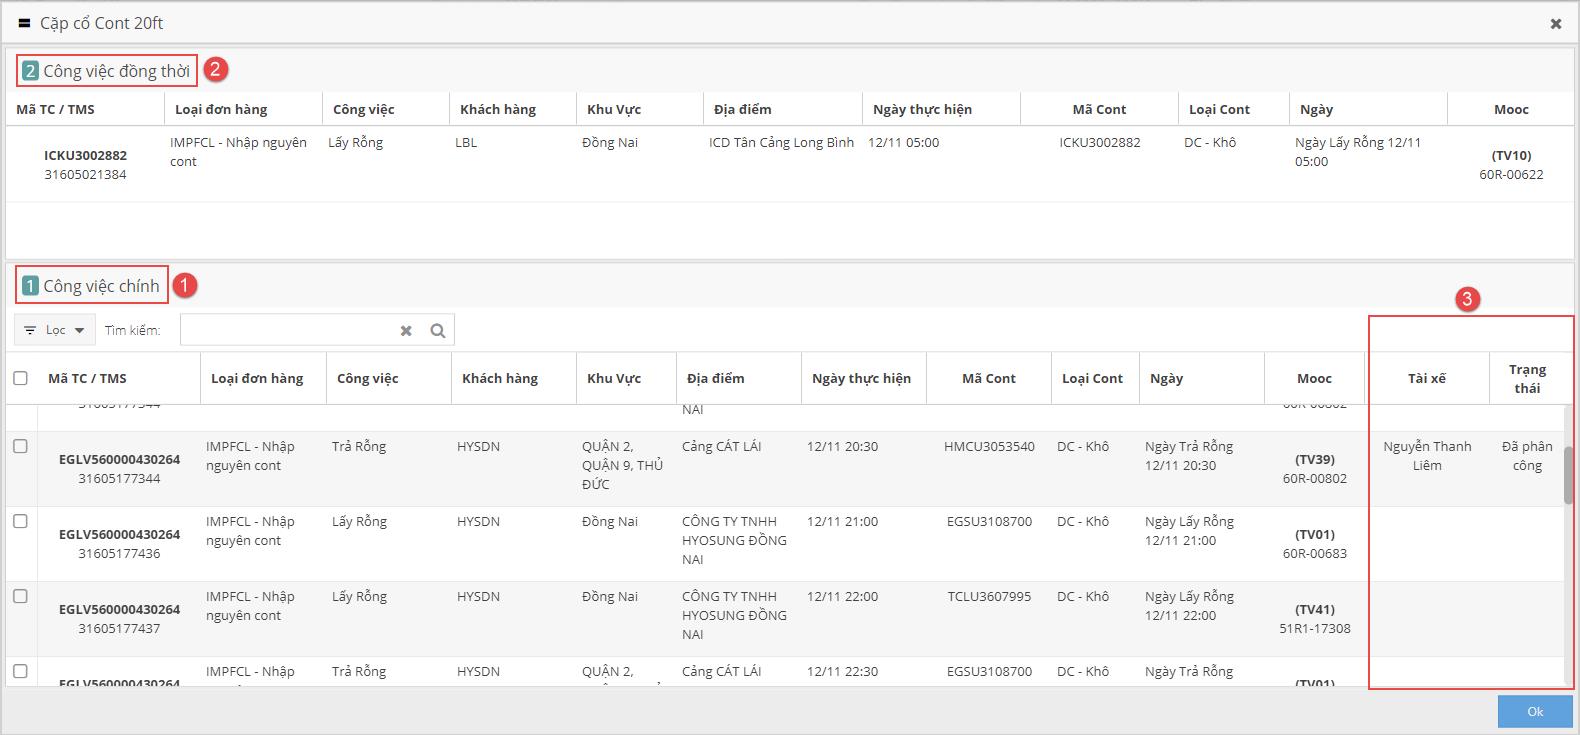 Cặp cổ Cont 20ft
2 Công việc đồng thời 2
Mã TC / TMS Loại đơn hàng Công việc Khách hàng Khu Vực Địa điểm Ngày thực hiện Mã Cont Loại Cont Ngày Mooc
IMPFCL - Nhập nguyên Lấy Rỗng LBL Đồng Nai ICD Tân Cảng Long Bình 12/11 05:00 ICKU3002882 DC - Khô Ngày Lấy Rỗng 12/11
ICKU3002882 cont 05:00 (TV10)
31605021384 60R-00622
1 Công việc chính 1
3
Lọc Tìm kiếm:
Mã TC / TMS Loại đơn hàng Công việc Khách hàng Khu Vực Địa điểm Ngày thực hiện Mã Cont Loại Cont Ngày Mooc Tài xế Trạng
thái
31605177344 NAI 60R-00802
IMPFCL - Nhập Trả Rỗng HYSDN QUẬN 2, Cảng CÁT LÁI 12/11 20:30 HMCU3053540 DC - Khô Ngày Trả Rỗng Nguyễn Thanh Đã phân
EGLV560000430264 nguyên cont QUẬN 9, THỦ 12/11 20:30 (TV39) Liêm công
31605177344 ĐỨC 60R-00802
IMPFCL - Nhập Lấy Rỗng HYSDN Đồng Nai CÔNG TY TNHH 12/11 21:00 EGSU3108700 DC - Khô Ngày Lấy Rỗng
EGLV560000430264 nguyên cont HYOSUNG ĐỒNG 12/11 21:00 (TV01)
31605177436 NAI 60R-00683
IMPFCL - Nhập Lấy Rỗng HYSDN Đồng Nai CÔNG TY TNHH 12/11 22:00 TCLU3607995 DC - Khô Ngày Lấy Rỗng
EGLV560000430264 nguyên cont HYOSUNG ĐỒNG 12/11 22:00 (TV41)
31605177437 NAI 51R1-17308
IMPFCL - Nhập Trả Rỗng HYSDN QUẬN 2, Cảng CÁT LÁI 12/11 22:30 EGSU3108700 DC - Khô Ngày Trả Rỗng
EGLV560000430264 (TV01)
Ok